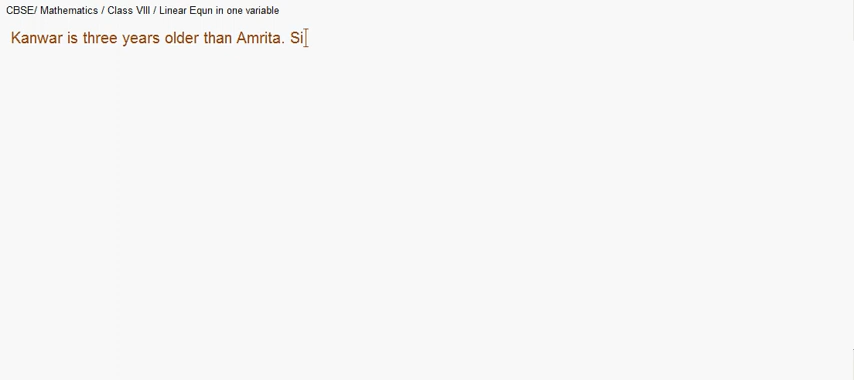 CBSE/ Mathematics / Class VIII / Linear Equn in one variable
Kanwar is three years older than Amrita. Si